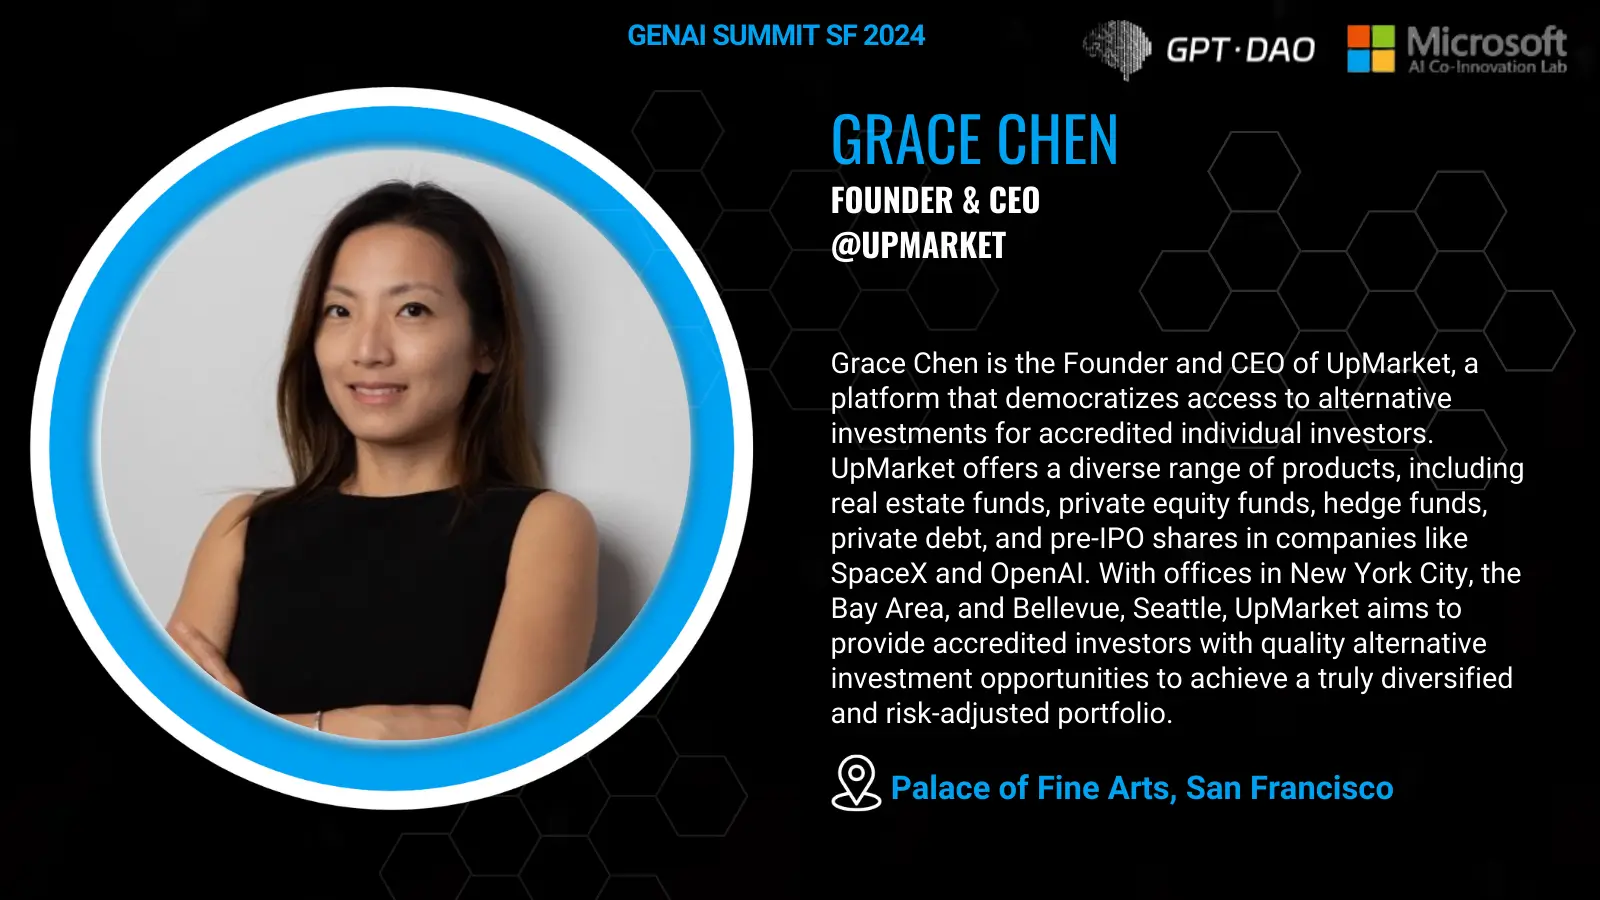 GENAI SUMMIT SF 2024
GPT·DAO
Microsoft
AI Co-Innovation Lab
GRACE CHEN
FOUNDER & CEO
@UPMARKET
Grace Chen is the Founder and CEO of UpMarket, a
platform that democratizes access to alternative
investments for accredited individual investors.
UpMarket offers a diverse range of products, including
real estate funds, private equity funds, hedge funds,
private debt, and pre-IPO shares in companies like
SpaceX and OpenAI. With offices in New York City, the
Bay Area, and Bellevue, Seattle, UpMarket aims to
provide accredited investors with quality alternative
investment opportunities to achieve a truly diversified
and risk-adjusted portfolio.
Palace of Fine Arts, San Francisco